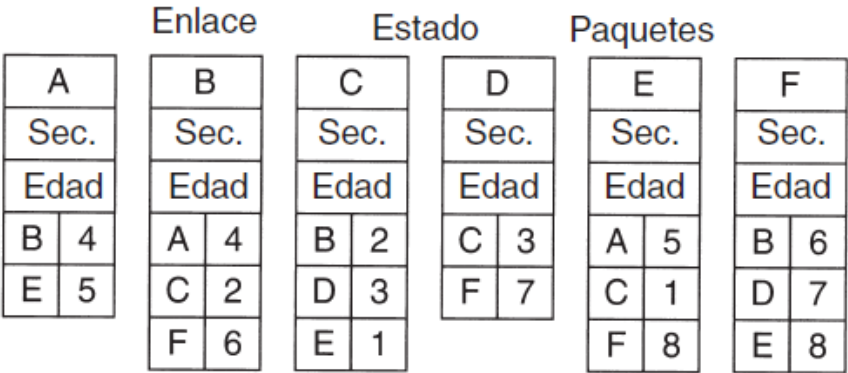 Enlace Estado Paquetes
A B C D E F
Sec. Sec. Sec. Sec. Sec. Sec.
Edad Edad Edad Edad Edad Edad
B 4 A 4 B 2 C 3 A 5 B 6
E 5 C 2 D 3 F 7 C 1 D 7
F 6 E 1 F 8 E 8